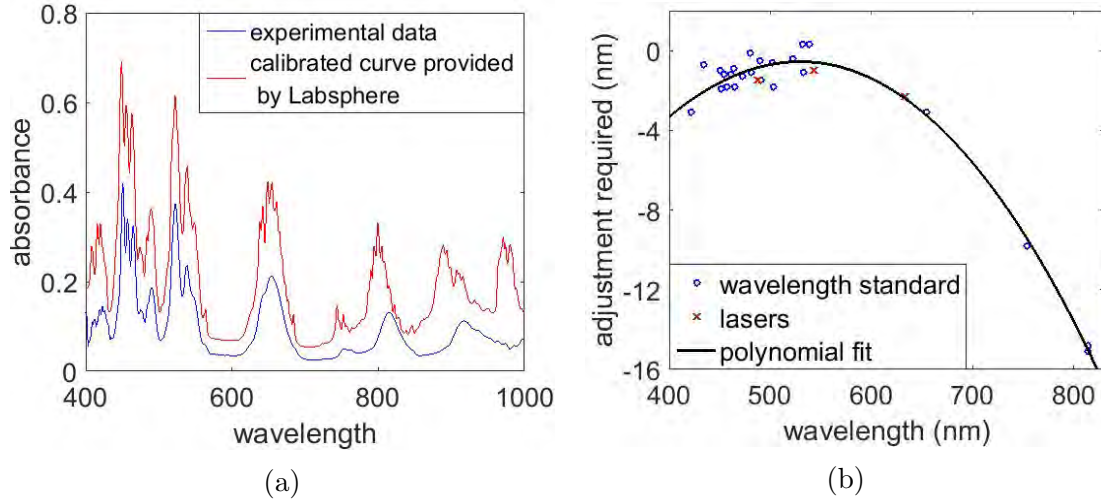 0.8
0.6
0.4
0.2
0
absorbance
experimental data
calibrated curve provided
by Labsphere
400
600
800
1000
wavelength
(a)
0
-4
-8
-12
-16
adjustment required (nm)
wavelength standard
lasers
polynomial fit
400
500
600
700
800
wavelength (nm)
(b)